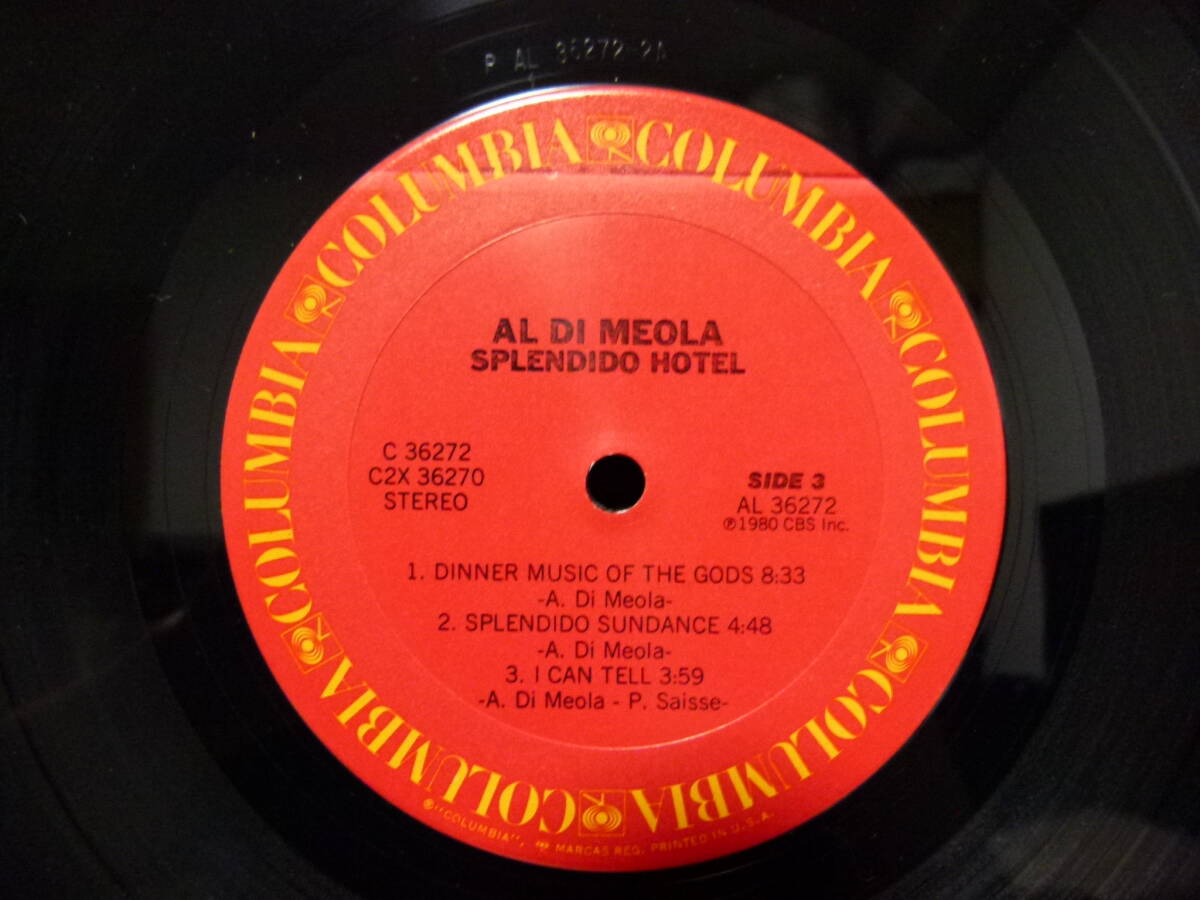 P AL 36272 2A
COLUMBIA COLUMBIA COLUMBIA COLUMBIA COLUMBIA COLUMBIA
AL DI MEOLA
SPLENDIDO HOTEL
C 36272
C2X 36270
STEREO
SIDE 3
AL 36272
℗1980 CBS Inc.
1. DINNER MUSIC OF THE GODS 8:33
-A. Di Meola-
2. SPLENDIDO SUNDANCE 4:48
-A. Di Meola-
3. I CAN TELL 3:59
-A. Di Meola - P. Saisse-
®"COLUMBIA", MARCAS REG. PRINTED IN U.S.A.